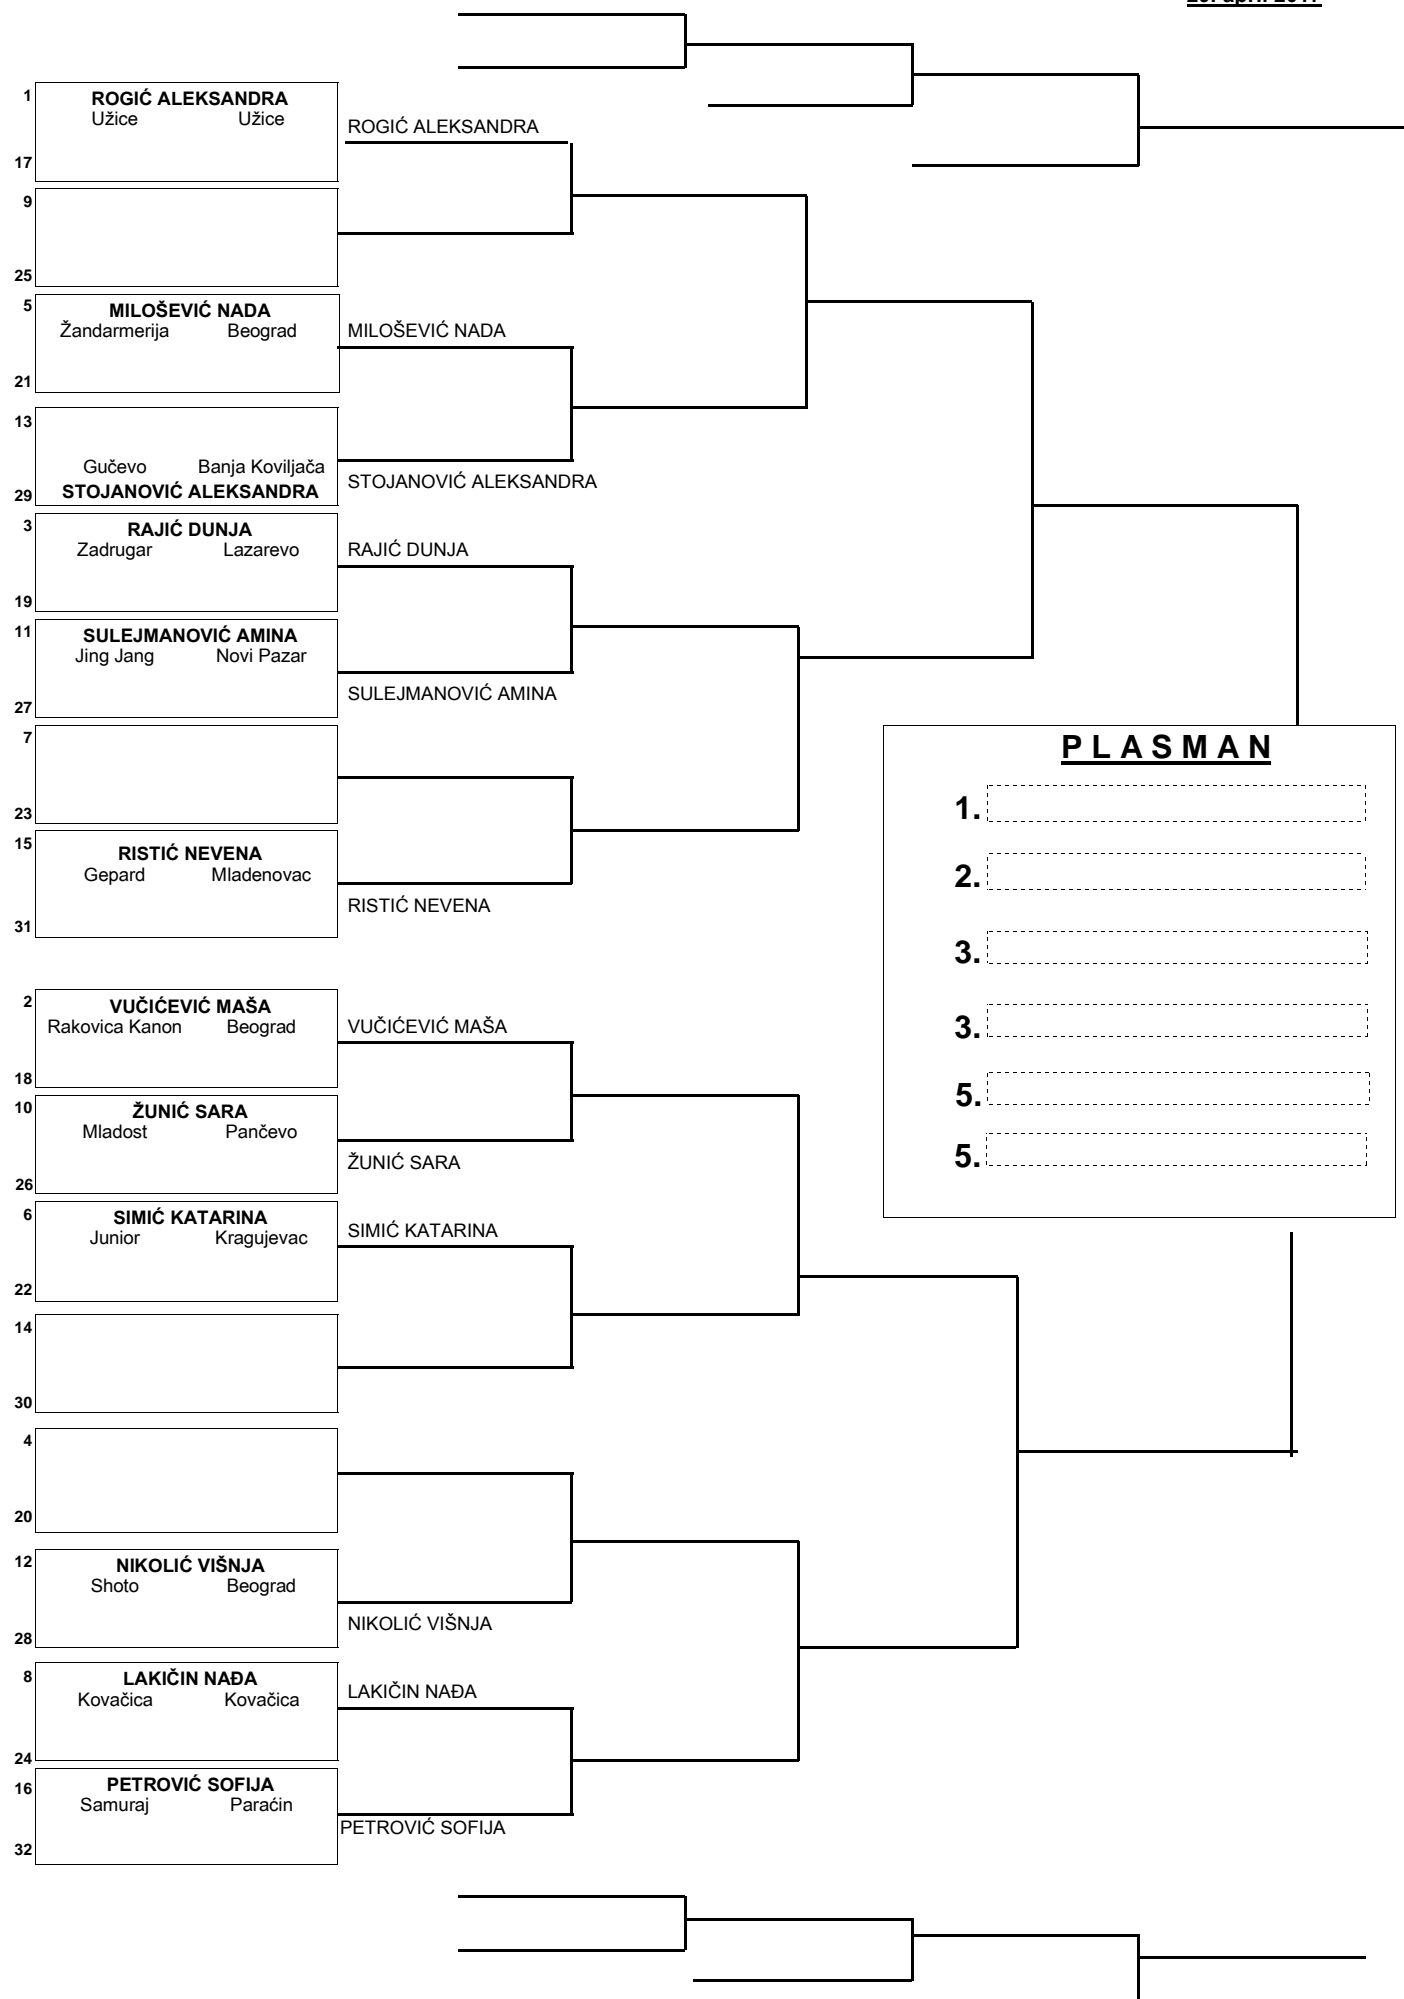 1
ROGIĆ ALEKSANDRA
Užice Užice
ROGIĆ ALEKSANDRA
17
9
25
5
MILOŠEVIĆ NADA
Žandarmerija Beograd
MILOŠEVIĆ NADA
21
13
Gučevo Banja Koviljača
29
STOJANOVIĆ ALEKSANDRA
STOJANOVIĆ ALEKSANDRA
3
RAJIĆ DUNJA
Zadrugar Lazarevo
RAJIĆ DUNJA
19
11
SULEJMANOVIĆ AMINA
Jing Jang Novi Pazar
SULEJMANOVIĆ AMINA
27
7
23
15
RISTIĆ NEVENA
Gepard Mladenovac
RISTIĆ NEVENA
31
PLASMAN
1.
2.
3.
3.
5.
5.
2
VUČIĆEVIĆ MAŠA
Rakovica Kanon Beograd
VUČIĆEVIĆ MAŠA
18
10
ŽUNIĆ SARA
Mladost Pančevo
ŽUNIĆ SARA
26
6
SIMIĆ KATARINA
Junior Kragujevac
SIMIĆ KATARINA
22
14
30
4
20
12
NIKOLIĆ VIŠNJA
Shoto Beograd
NIKOLIĆ VIŠNJA
28
8
LAKIČIN NAĐA
Kovačica Kovačica
LAKIČIN NAĐA
24
16
PETROVIĆ SOFIJA
Samuraj Paraćin
PETROVIĆ SOFIJA
32